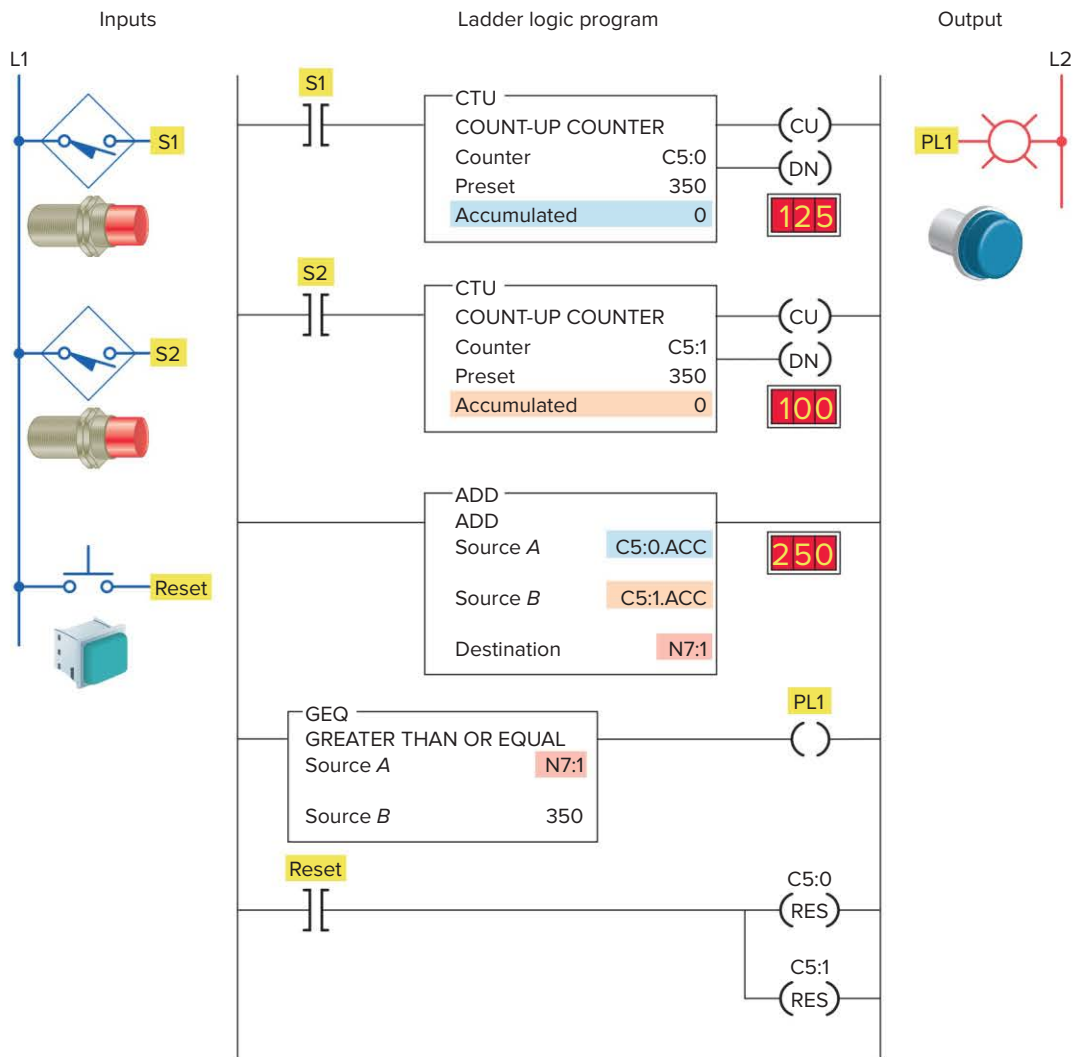 Inputs
Ladder logic program
Output
L1
L2
S1
S2
Reset
S1
CTU
COUNT-UP COUNTER
Counter C5:0
Preset 350
Accumulated 0
CU
DN
125
S2
CTU
COUNT-UP COUNTER
Counter C5:1
Preset 350
Accumulated 0
CU
DN
100
ADD
ADD
Source A C5:0.ACC
Source B C5:1.ACC
Destination N7:1
250
GEQ
GREATER THAN OR EQUAL
Source A N7:1
Source B 350
PL1
Reset
C5:0
RES
C5:1
RES
PL1